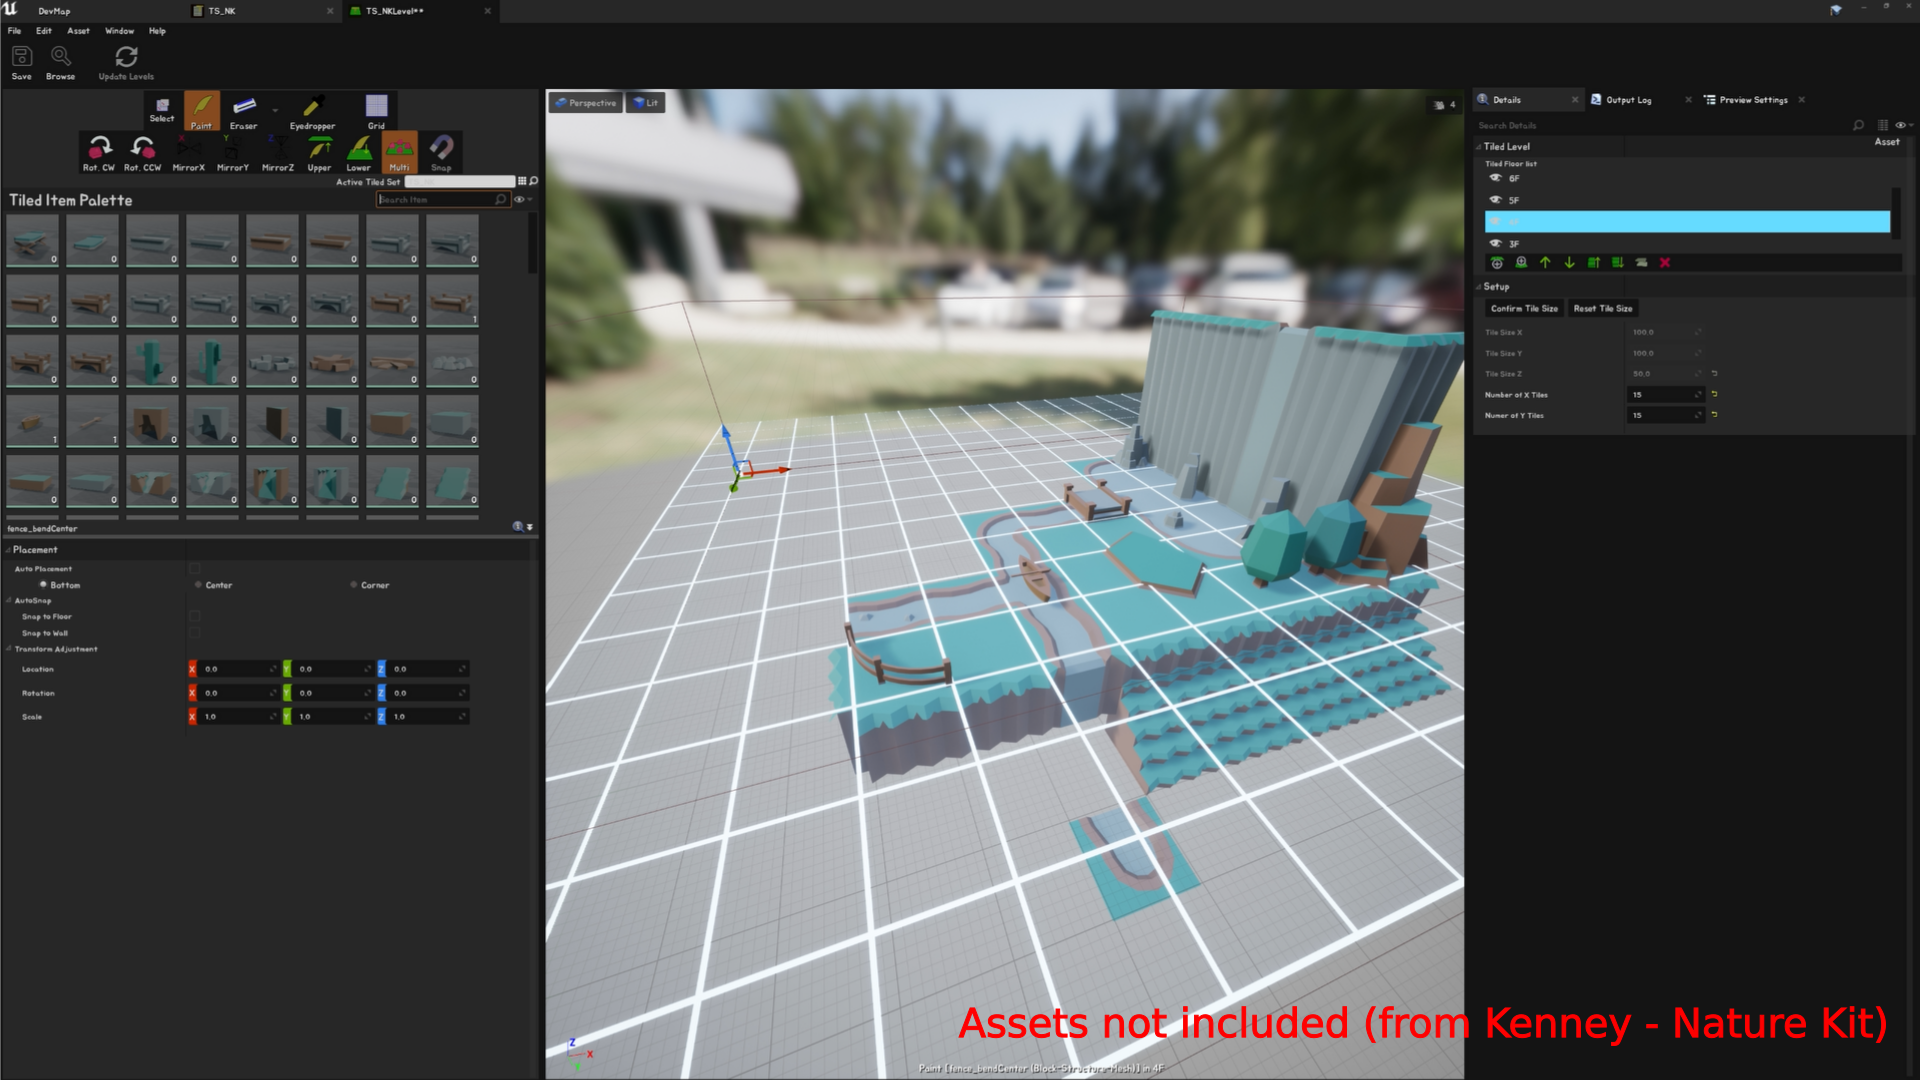 DevMap
TS_NK
TS_NKLevel**
File Edit Asset Window Help
Save Browse Update Levels
Select Paint Eraser Eyedropper Grid
Rot. CW Rot. CCW MirrorX MirrorY MirrorZ Upper Lower Multi Snap
Active Tiled Set
Tiled Item Palette
Search Item
0 0 0 0 0 0 0 0
0 0 0 0 0 0 0 1
0 0 0 0 0 0 0 0
1 1 0 0 0 0 0 0
0 0 0 0 0 0 0 0
fence_bendCenter
Placement
Auto Placement
Bottom Center Corner
AutoSnap
Snap to Floor
Snap to Wall
Transform Adjustment
Location X 0.0 Y 0.0 Z 0.0
Rotation X 0.0 Y 0.0 Z 0.0
Scale X 1.0 Y 1.0 Z 1.0
Perspective Lit
4
Z
X
Paint [fence_bendCenter (Block-Structure-Mesh)] in 4F
Details Output Log Preview Settings
Search Details
Asset
Tiled Level
Tiled Floor list
6F
5F
3F
Setup
Confirm Tile Size Reset Tile Size
Tile Size X 100.0
Tile Size Y 100.0
Tile Size Z 50.0
Number of X Tiles 15
Numer of Y Tiles 15
Assets not included (from Kenney - Nature Kit)